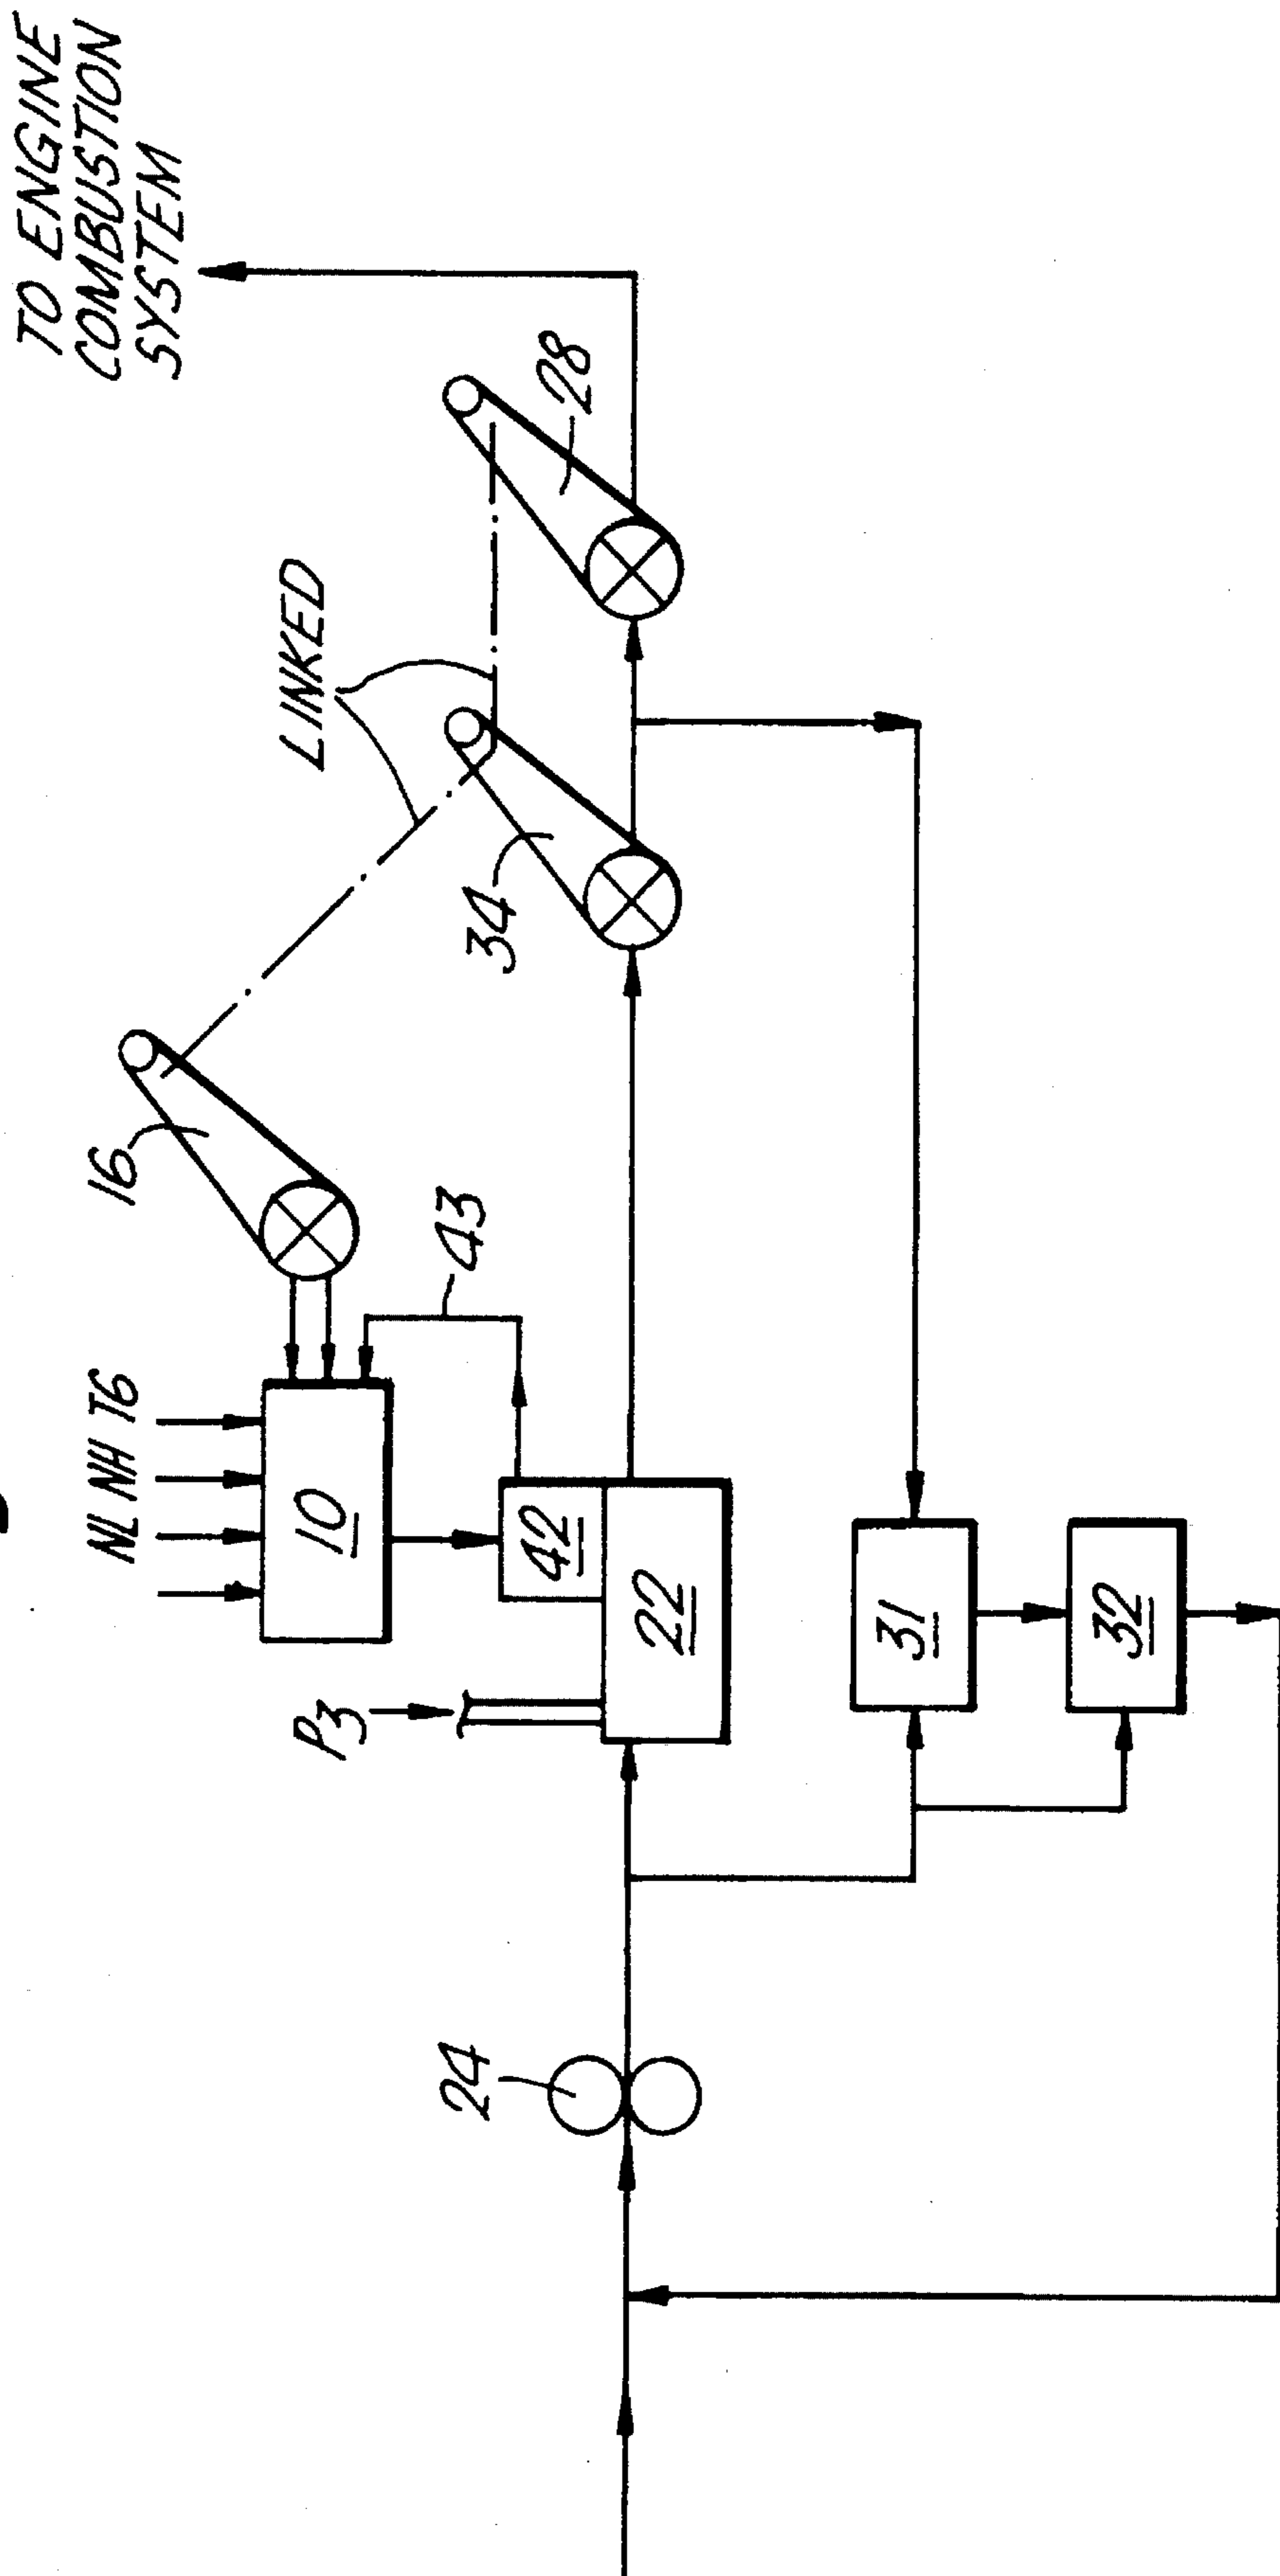 TO ENGINE
COMBUSTION
SYSTEM
LINKED
28
34
16
43
NL NH T6
10
42
22
P3
31
32
24